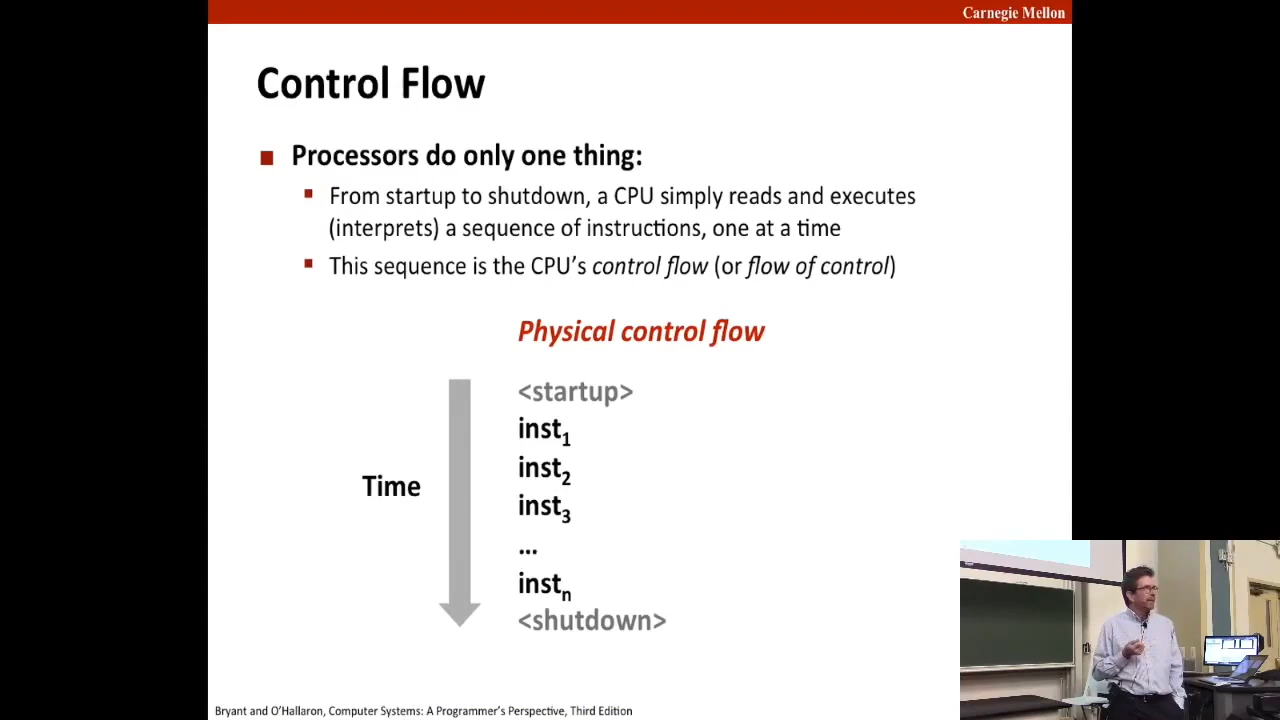 Carnegie Mellon
Control Flow
■ Processors do only one thing:
▪ From startup to shutdown, a CPU simply reads and executes
(interprets) a sequence of instructions, one at a time
▪ This sequence is the CPU’s control flow (or flow of control)
Physical control flow
<startup>
inst1
inst2
inst3
...
instn
<shutdown>
Time
Bryant and O’Hallaron, Computer Systems: A Programmer’s Perspective, Third Edition